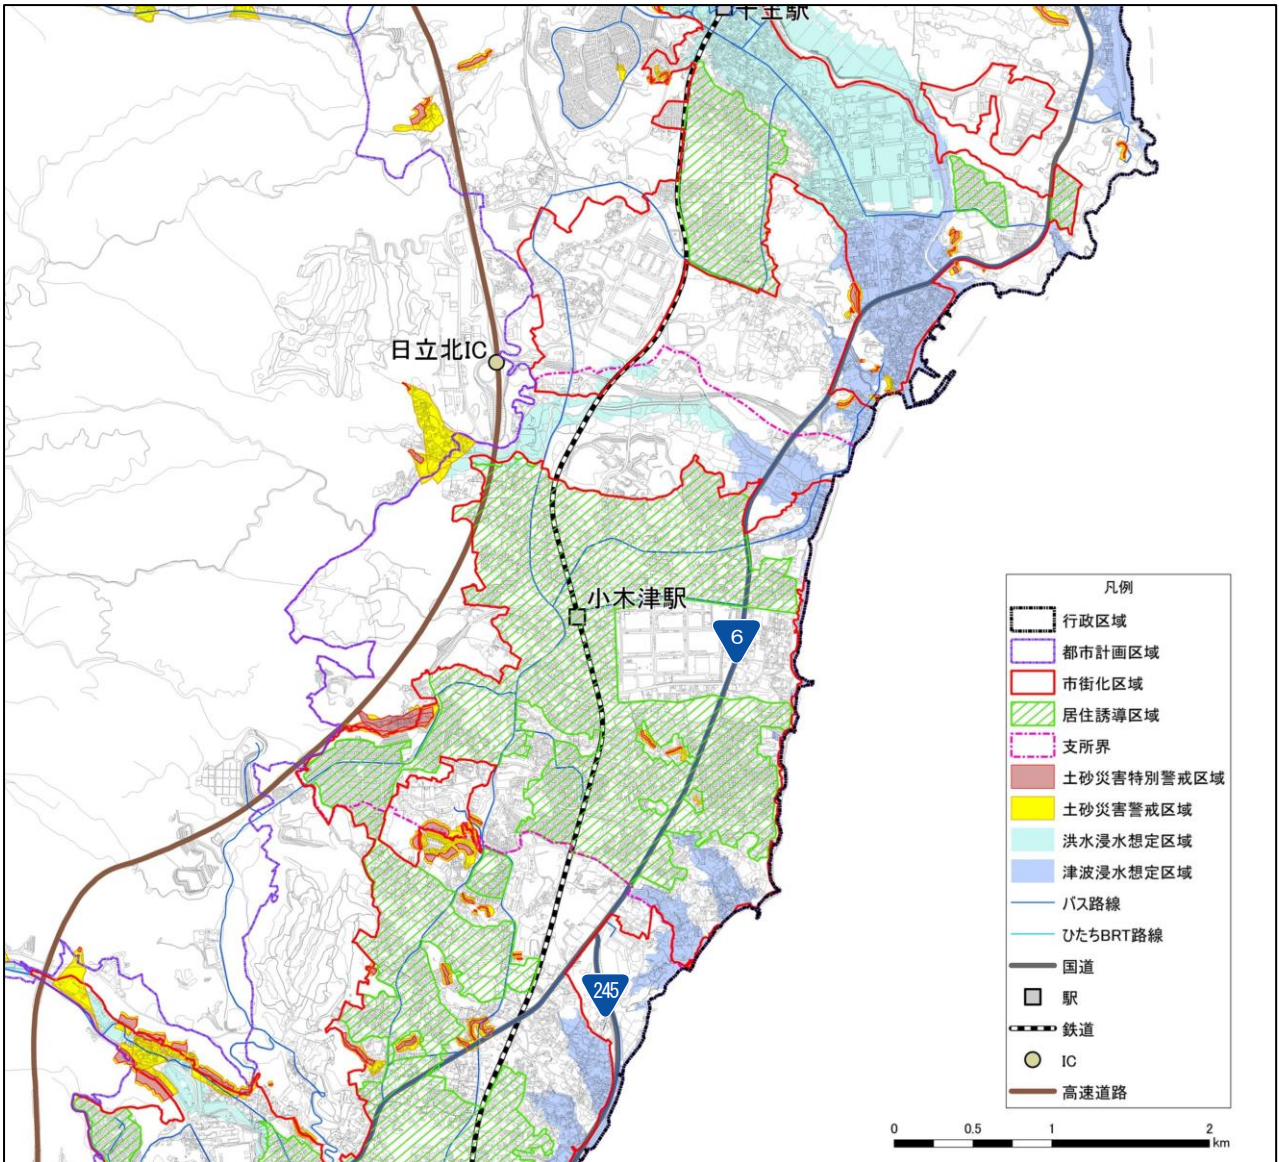 十王駅
日立北IC
小木津駅
6
245
凡例
行政区域
都市計画区域
市街化区域
居住誘導区域
支所界
土砂災害特別警戒区域
土砂災害警戒区域
洪水浸水想定区域
津波浸水想定区域
バス路線
ひたちBRT路線
国道
駅
鉄道
IC
高速道路
0 0.5 1 2
km